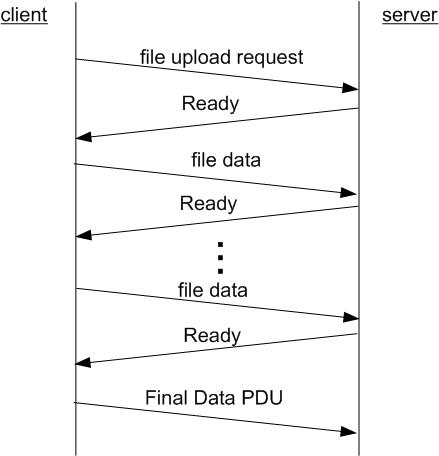 client
server
file upload request
Ready
file data
Ready
file data
Ready
Final Data PDU